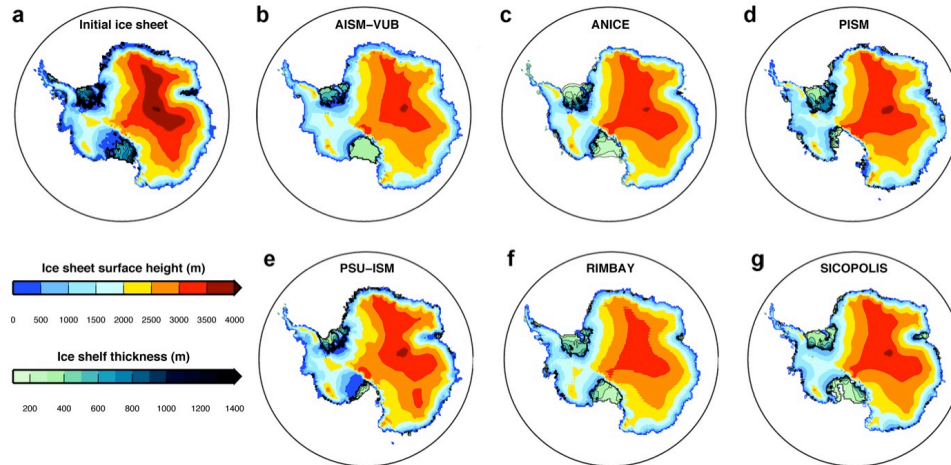 a
Initial ice sheet
b
AISM–VUB
c
ANICE
d
PISM
Ice sheet surface height (m)
0 500 1000 1500 2000 2500 3000 3500 4000
Ice shelf thickness (m)
200 400 600 800 1000 1200 1400
e
PSU–ISM
f
RIMBAY
g
SICOPOLIS